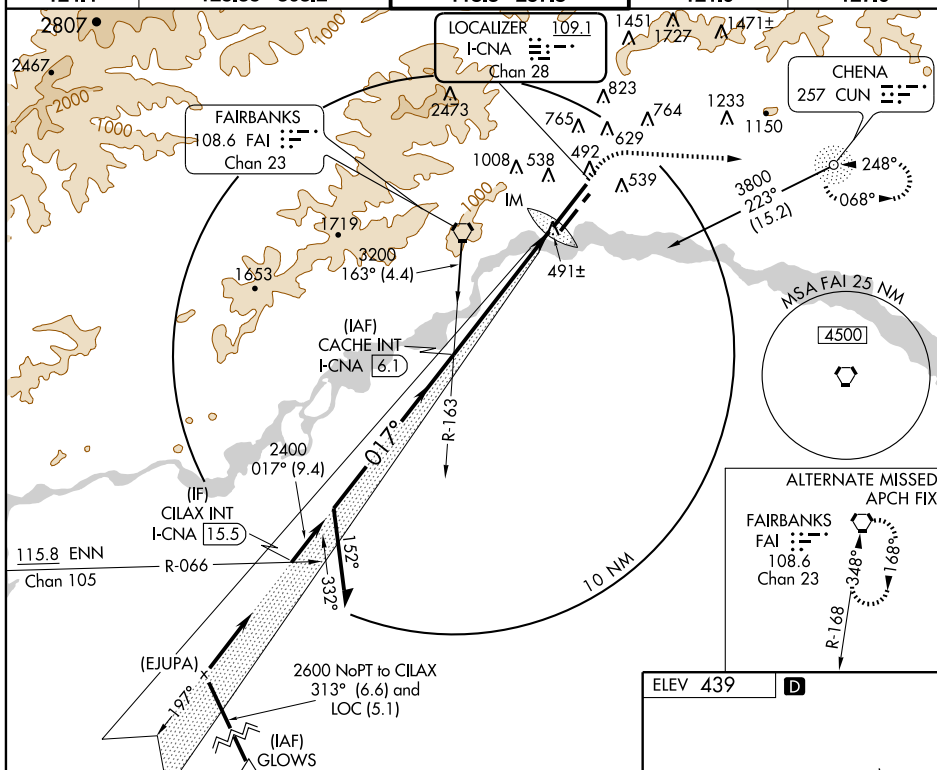 2807
2467
2000
1000
1000
LOCALIZER 109.1
I-CNA
Chan 28
1451
1727
1471±
CHENA
257 CUN
FAIRBANKS
108.6 FAI
Chan 23
2473
823
765
764
629
1233
1150
1008
538
492
539
248°
068°
3800
223°
(15.2)
IM
1000
1719
3200
163° (4.4)
491±
1653
MSA FAI 25 NM
4500
(IAF)
CACHE INT
I-CNA 6.1
R-163
017°
2400
017° (9.4)
(IF)
CILAX INT
I-CNA 15.5
115.8 ENN
Chan 105
R-066
152°
332°
10 NM
ALTERNATE MISSED
APCH FIX
FAIRBANKS
FAI
108.6
Chan 23
348°
168°
R-168
(EJUPA)
197°
2600 NoPT to CILAX
313° (6.6) and
LOC (5.1)
(IAF)
GLOWS
ELEV 439 D